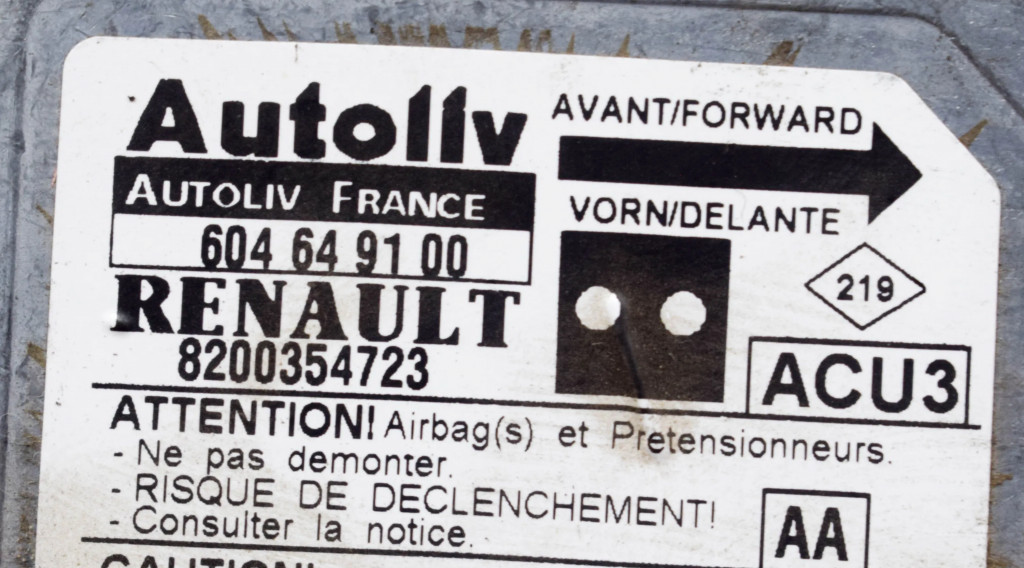 Autoliv
AUTOLIV FRANCE
604 64 91 00
RENAULT
8200354723
AVANT/FORWARD
VORN/DELANTE
219
ACU3
ATTENTION! Airbag(s) et Pretensionneurs.
- Ne pas demonter.
- RISQUE DE DECLENCHEMENT!
- Consulter la notice.
AA
CAUTION!